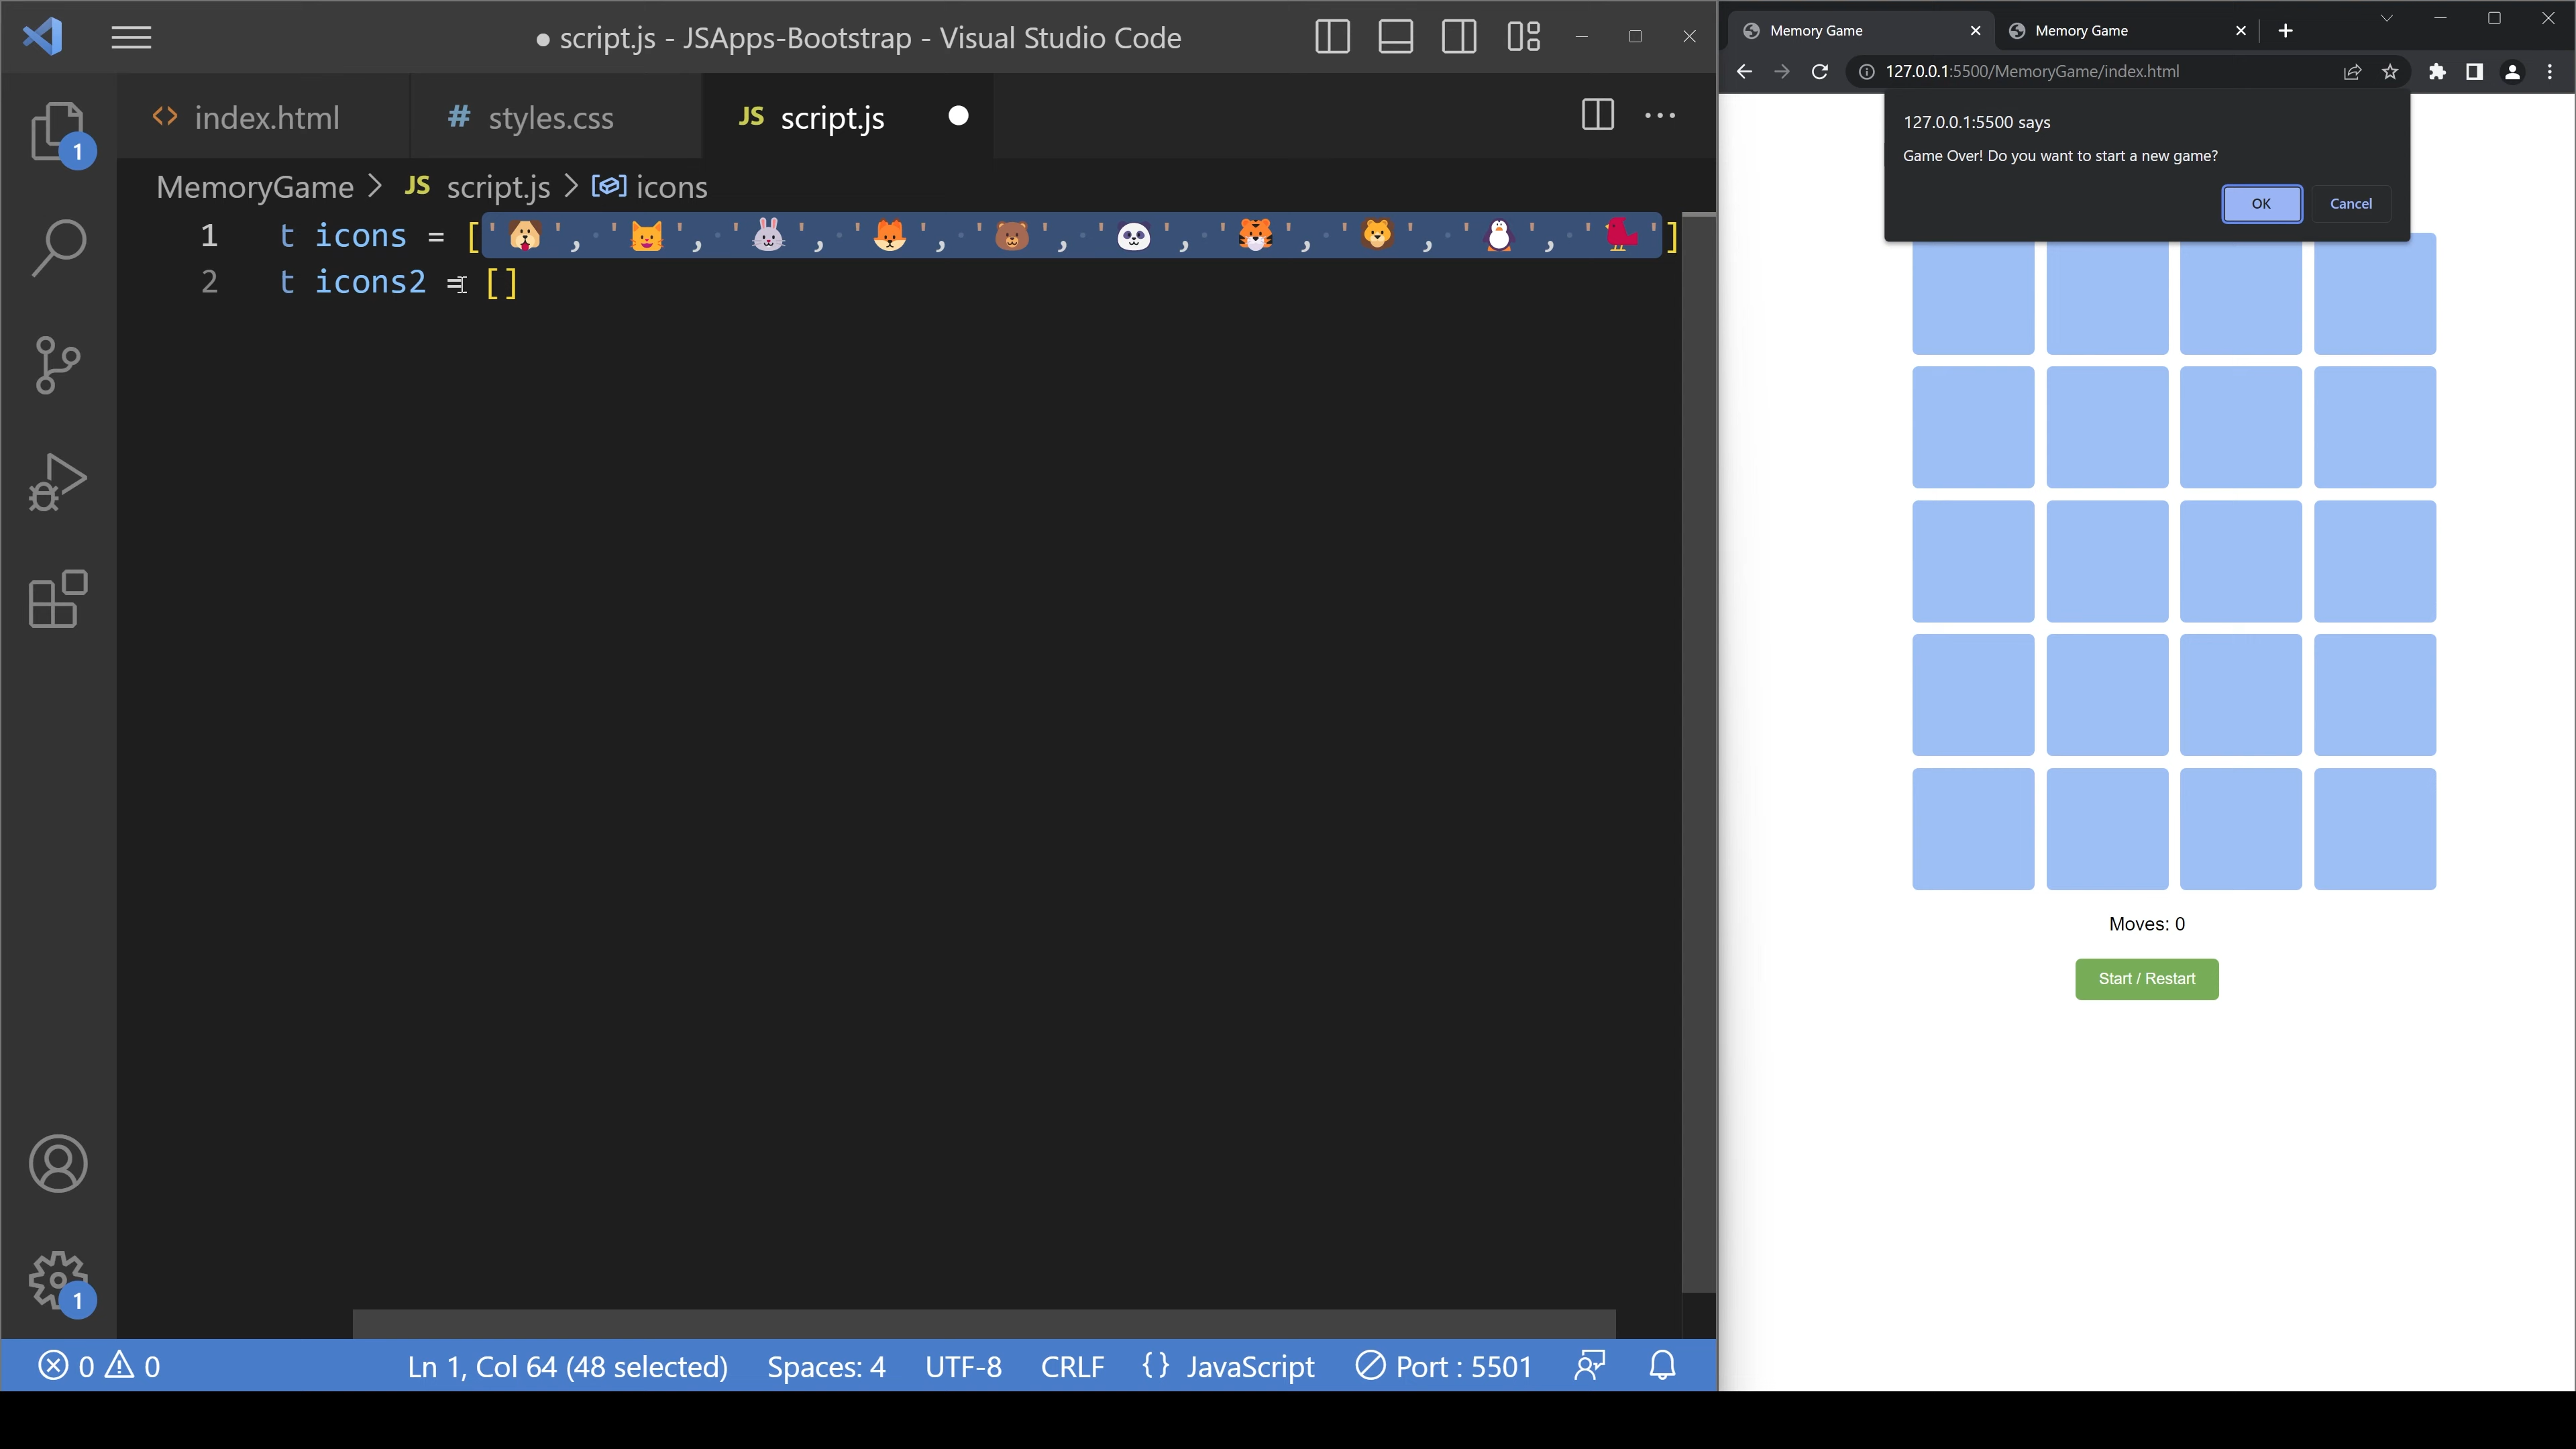 ● script.js - JSApps-Bootstrap - Visual Studio Code
index.html
# styles.css
JS script.js
1
MemoryGame > JS script.js > icons
1 t icons = ['🐶', '🐱', '🐰', '🦊', '🐻', '🐼', '🐯', '🦁', '🐧', '🐦']
2 t icons2 = []
1
0 0
Ln 1, Col 64 (48 selected)
Spaces: 4
UTF-8
CRLF
{} JavaScript
Port : 5501
Memory Game
Memory Game
127.0.0.1:5500/MemoryGame/index.html
127.0.0.1:5500 says
Game Over! Do you want to start a new game?
OK
Cancel
Moves: 0
Start / Restart